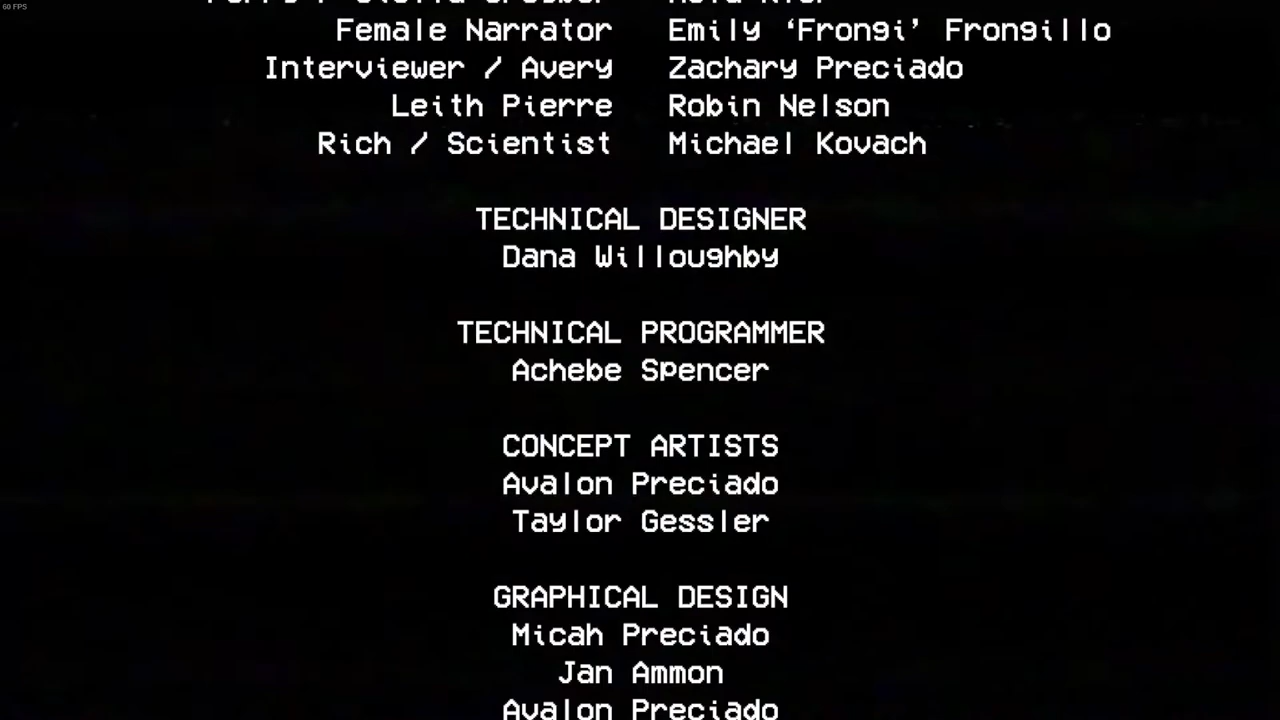 60 FPS
Female Narrator Emily ‘Frongi’ Frongillo
Interviewer / Avery Zachary Preciado
Leith Pierre Robin Nelson
Rich / Scientist Michael Kovach
TECHNICAL DESIGNER
Dana Willoughby
TECHNICAL PROGRAMMER
Achebe Spencer
CONCEPT ARTISTS
Avalon Preciado
Taylor Gessler
GRAPHICAL DESIGN
Micah Preciado
Jan Ammon
Avalon Preciado